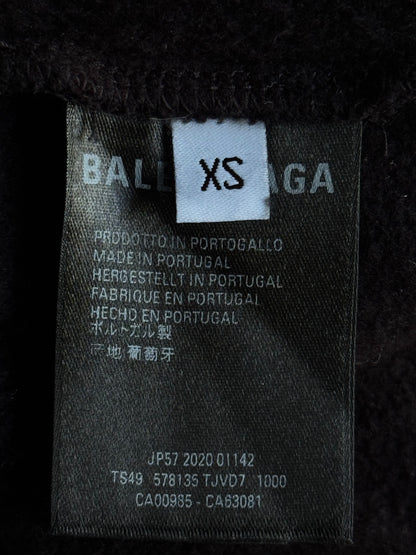 BAL AGA
XS
PRODOTTO IN PORTOGALLO
MADE IN PORTUGAL
HERGESTELLT IN PORTUGAL
FABRIQUE EN PORTUGAL
HECHO EN PORTUGAL
ポルトガル製
产地:葡萄牙
JP57 2020 01142
TS49 578135 TJVD7 1000
CA00985 - CA63081